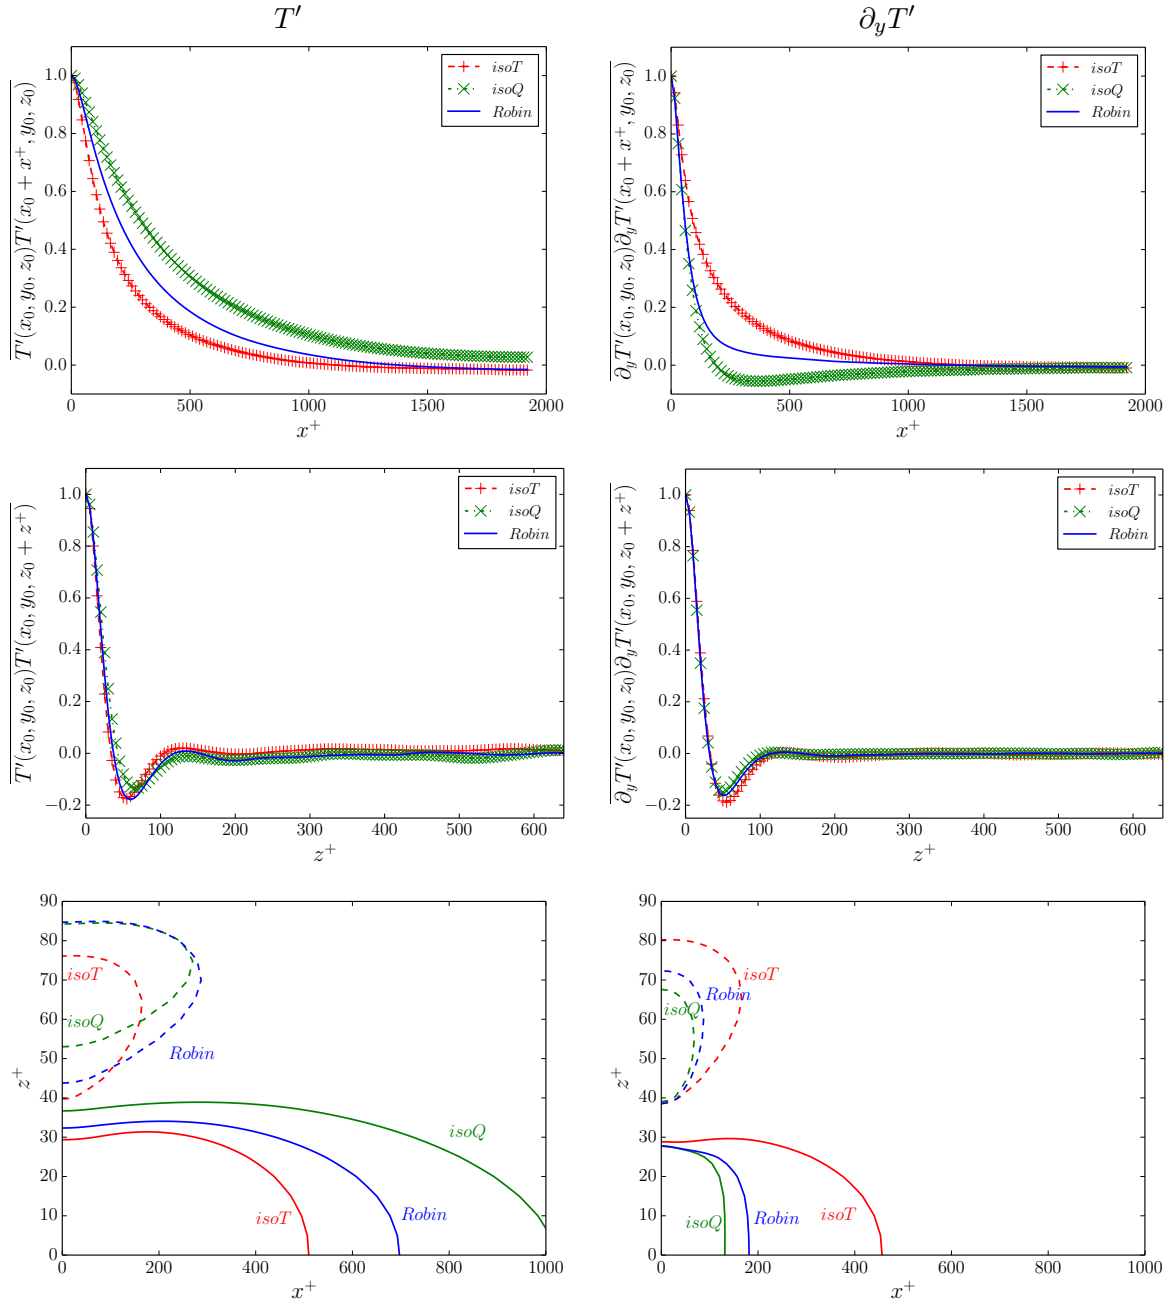 T′
∂yT′
T′(x0, y0, z0)T′(x0 + x+, y0, z0)
1.0
0.8
0.6
0.4
0.2
0.0
isoT
isoQ
Robin
0
500
1000
1500
2000
x+
∂yT′(x0, y0, z0)∂yT′(x0 + x+, y0, z0)
1.0
0.8
0.6
0.4
0.2
0.0
isoT
isoQ
Robin
0
500
1000
1500
2000
x+
T′(x0, y0, z0)T′(x0, y0, z0 + z+)
1.0
0.8
0.6
0.4
0.2
0.0
−0.2
isoT
isoQ
Robin
0
100
200
300
400
500
600
z+
∂yT′(x0, y0, z0)∂yT′(x0, y0, z0 + z+)
1.0
0.8
0.6
0.4
0.2
0.0
−0.2
isoT
isoQ
Robin
0
100
200
300
400
500
600
z+
z+
90
80
70
60
50
40
30
20
10
0
isoT
isoQ
Robin
isoQ
isoT
Robin
0
200
400
600
800
1000
x+
z+
90
80
70
60
50
40
30
20
10
0
isoT
Robin
isoQ
isoQ
Robin
isoT
0
200
400
600
800
1000
x+